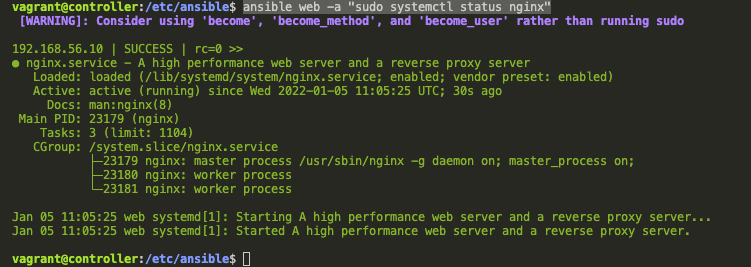 vagrant@controller:/etc/ansible$ ansible web -a "sudo systemctl status nginx"
[WARNING]: Consider using 'become', 'become_method', and 'become_user' rather than running sudo
192.168.56.10 | SUCCESS | rc=0 >>
● nginx.service - A high performance web server and a reverse proxy server
Loaded: loaded (/lib/systemd/system/nginx.service; enabled; vendor preset: enabled)
Active: active (running) since Wed 2022-01-05 11:05:25 UTC; 30s ago
Docs: man:nginx(8)
Main PID: 23179 (nginx)
Tasks: 3 (limit: 1104)
CGroup: /system.slice/nginx.service
├─23179 nginx: master process /usr/sbin/nginx -g daemon on; master_process on;
├─23180 nginx: worker process
└─23181 nginx: worker process
Jan 05 11:05:25 web systemd[1]: Starting A high performance web server and a reverse proxy server...
Jan 05 11:05:25 web systemd[1]: Started A high performance web server and a reverse proxy server.
vagrant@controller:/etc/ansible$